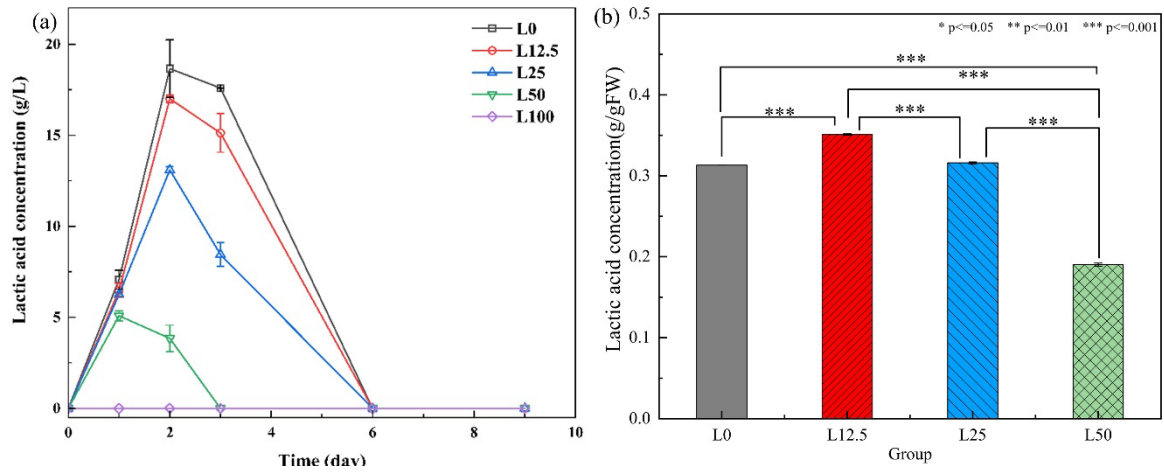 (a)
L0
L12.5
L25
L50
L100
20
15
10
5
0
Lactic acid concentration (g/L)
0 2 4 6 8 10
Time (day)
(b)
* p<=0.05 ** p<=0.01 *** p<=0.001
***
***
*** *** ***
0.5
0.4
0.3
0.2
0.1
0.0
Lactic acid concentration(g/gFW)
L0 L12.5 L25 L50
Group